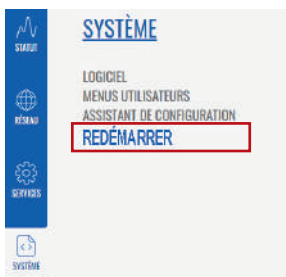 STATUT
RÉSEAU
SERVICES
SYSTÈME
SYSTÈME
LOGICIEL
MENUS UTILISATEURS
ASSISTANT DE CONFIGURATION
REDÉMARRER